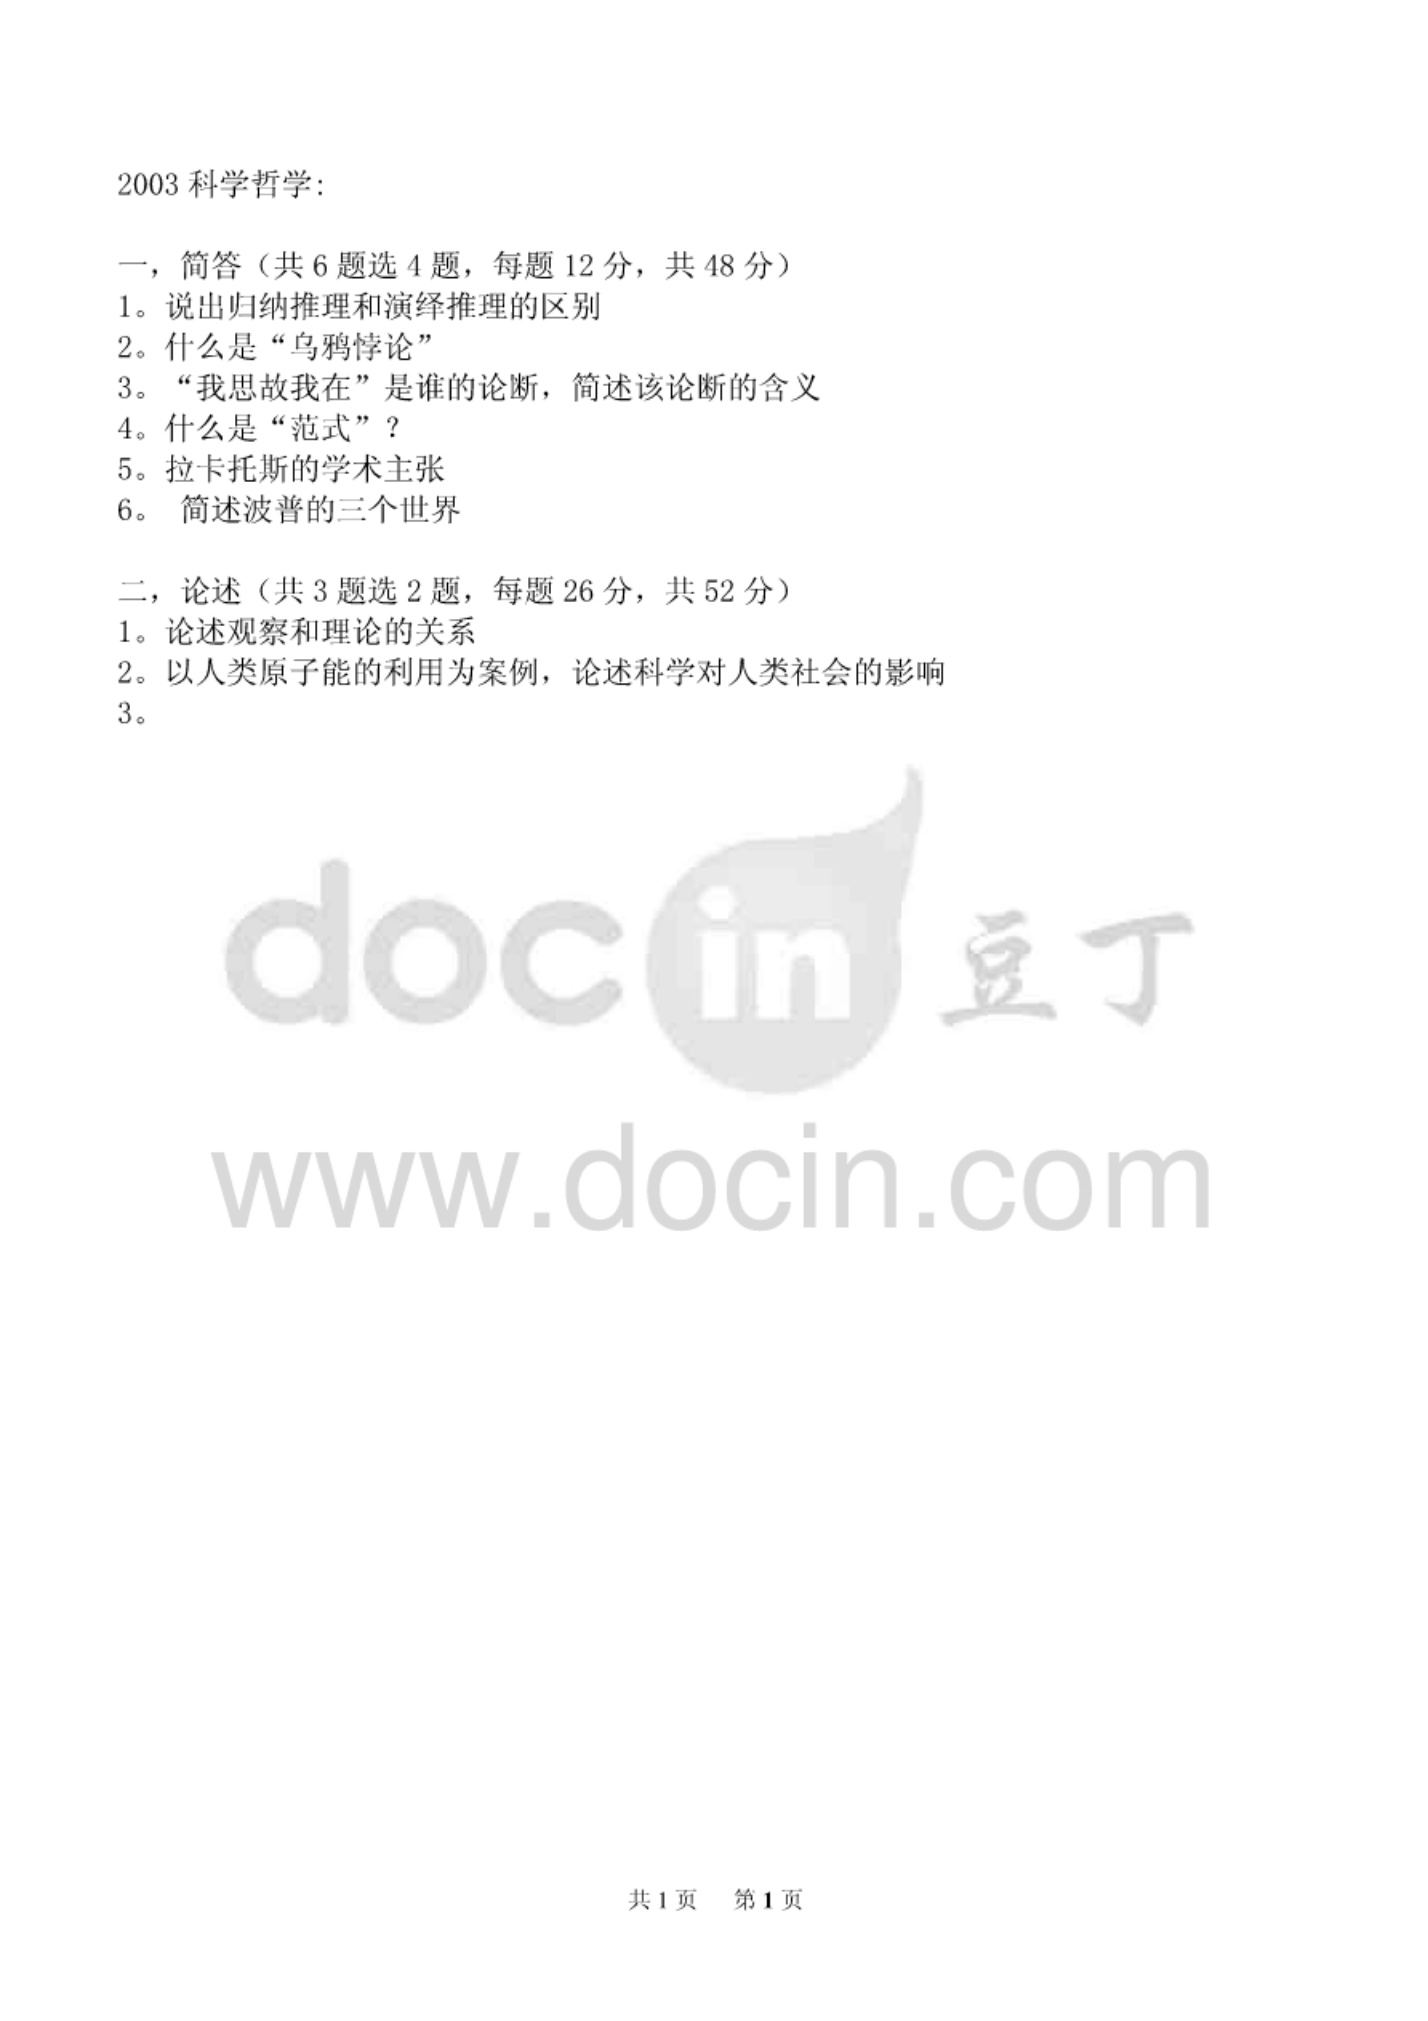 2003 科学哲学:
一，简答（共 6 题选 4 题，每题 12 分，共 48 分）
1。说出归纳推理和演绎推理的区别
2。什么是“乌鸦悖论”
3。“我思故我在”是谁的论断，简述该论断的含义
4。什么是“范式”？
5。拉卡托斯的学术主张
6。 简述波普的三个世界
二，论述（共 3 题选 2 题，每题 26 分，共 52 分）
1。论述观察和理论的关系
2。以人类原子能的利用为案例，论述科学对人类社会的影响
3。
docin 豆丁
www.docin.com
共 1 页 第 1 页